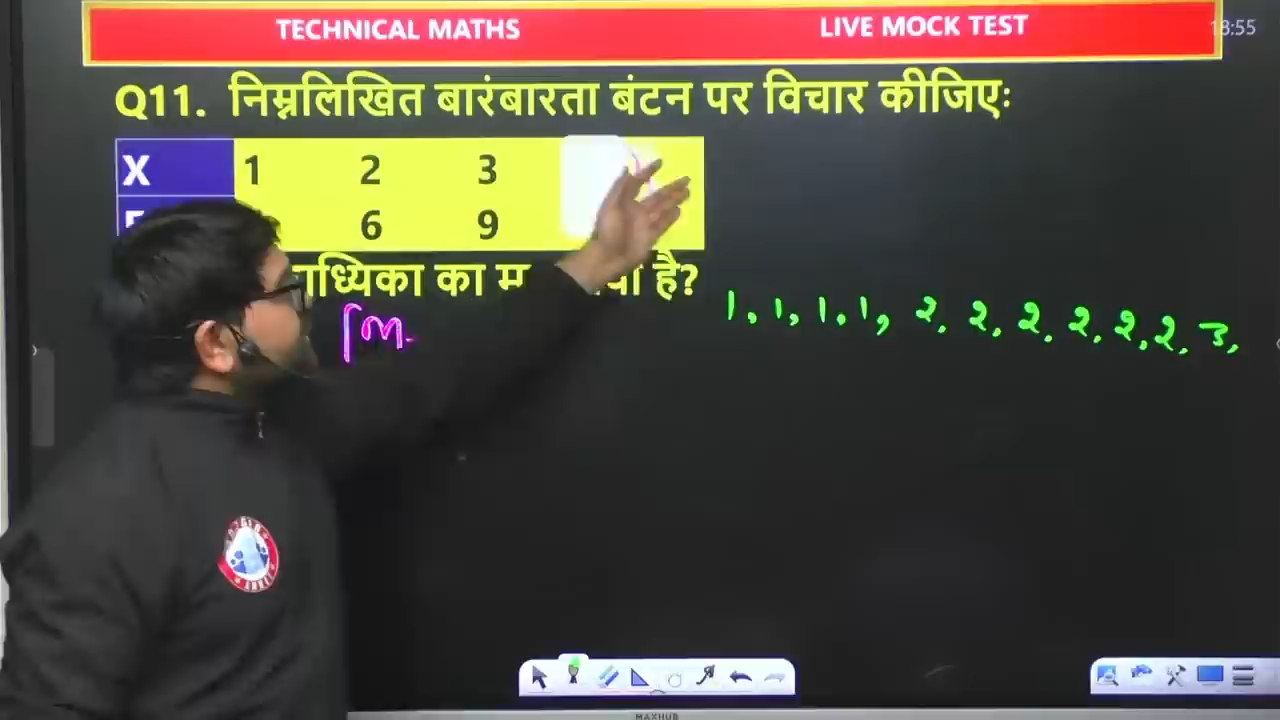 TECHNICAL MATHS LIVE MOCK TEST
18:55
Q11. निम्नलिखित बारंबारता बंटन पर विचार कीजिएः
X 1 2 3
6 9
का है?
1, 1, 1, 1, 2, 2, 2, 2, 2, 2, 3,
MAXHUB